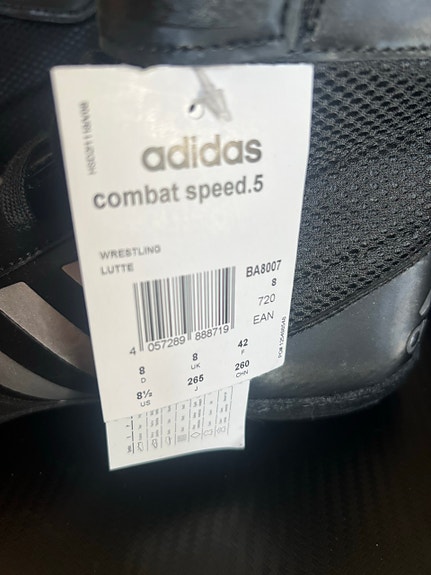 adidas
combat speed.5
WRESTLING
LUTTE
BA8007
8
720
EAN
4 057289 888719
8
D
8
UK
42
F
8½
US
265
J
260
CHN